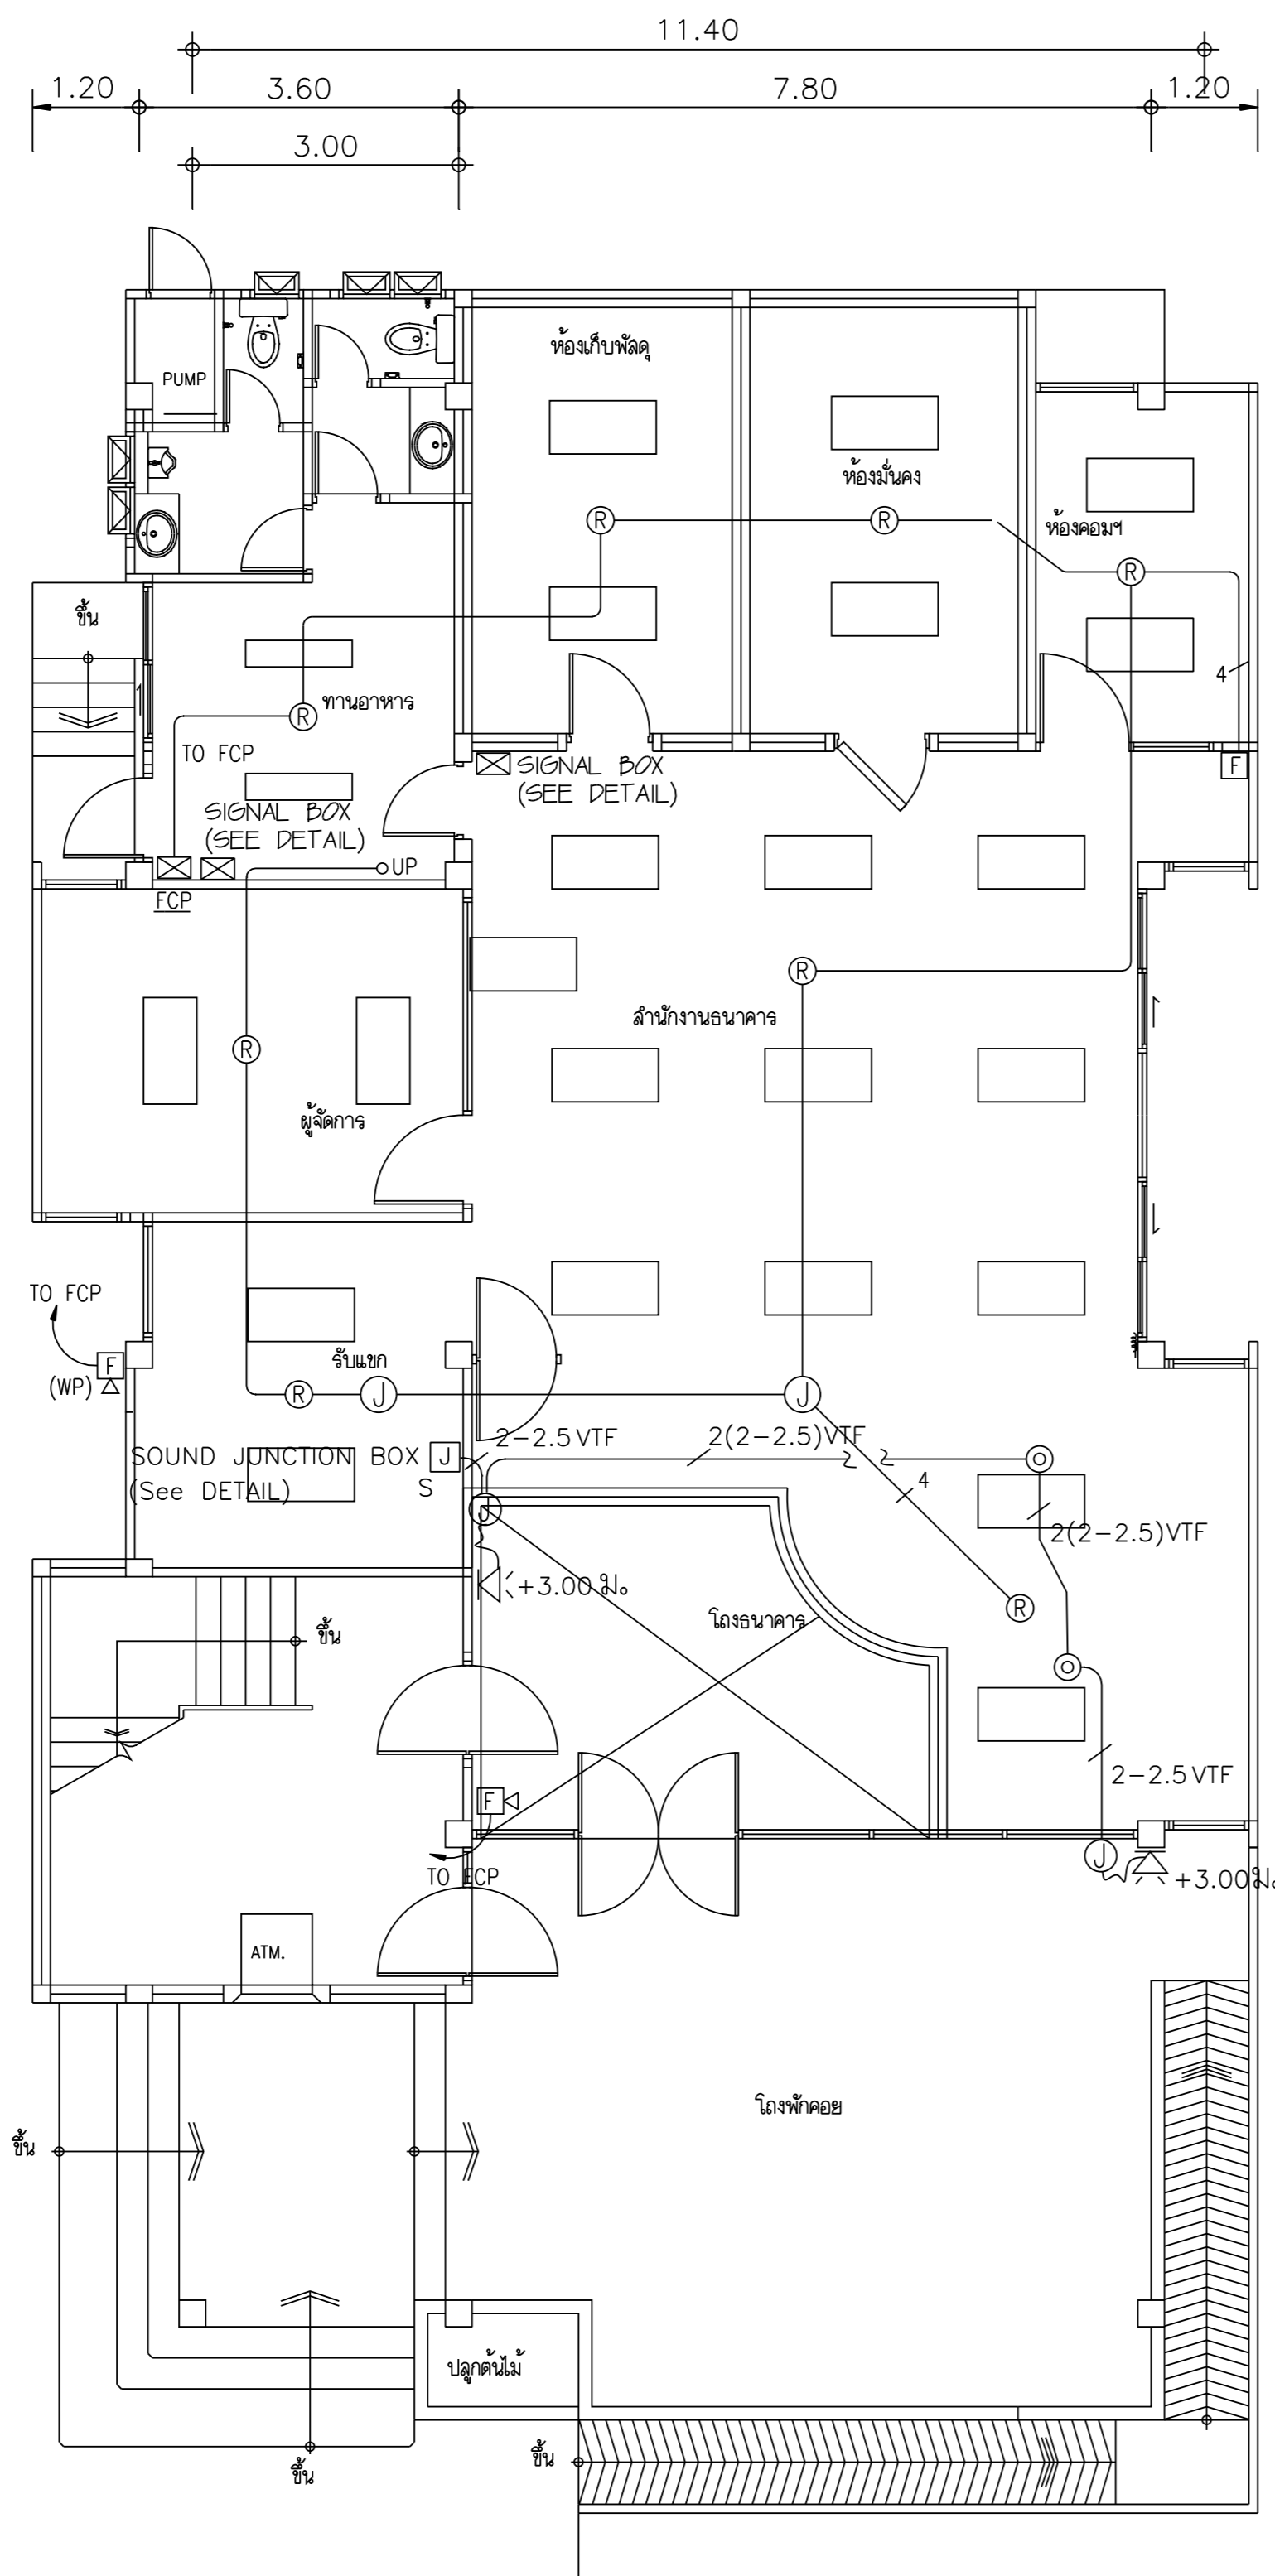 11.40
1.20 3.60 7.80 1.20
3.00
ห้องเก็บพัสดุ
PUMP
ห้องมั่นคง
ห้องคอมฯ
R R
R
ขึ้น
4
ทานอาหาร
R
TO FCP
SIGNAL BOX
(SEE DETAIL)
F
SIGNAL BOX
(SEE DETAIL)
UP
FCP
R
สำนักงานธนาคาร
R
ผู้จัดการ
TO FCP
รับแขก
F
(WP)
R J J
2-2.5 VTF
2(2-2.5)VTF
SOUND JUNCTION BOX J
(See DETAIL) S
4
J
2(2-2.5)VTF
+3.00 ม.
R
โถงธนาคาร
ขึ้น
2-2.5 VTF
F
J
TO FCP
+3.00 ม.
ATM.
โถงพักคอย
ขึ้น
ปลูกต้นไม้
ขึ้น
ขึ้น